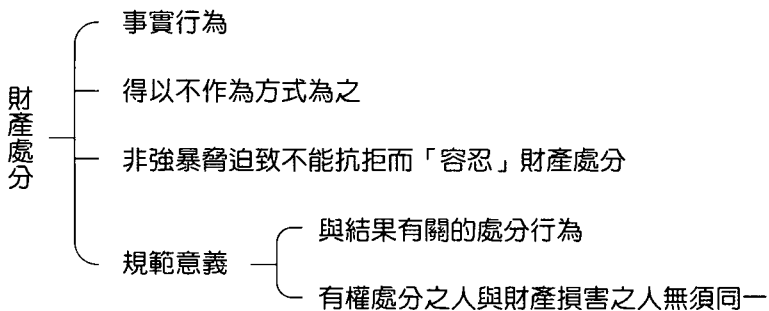 財產處分
事實行為
得以不作為方式為之
非強暴脅迫致不能抗拒而「容忍」財產處分
規範意義
與結果有關的處分行為
有權處分之人與財產損害之人無須同一